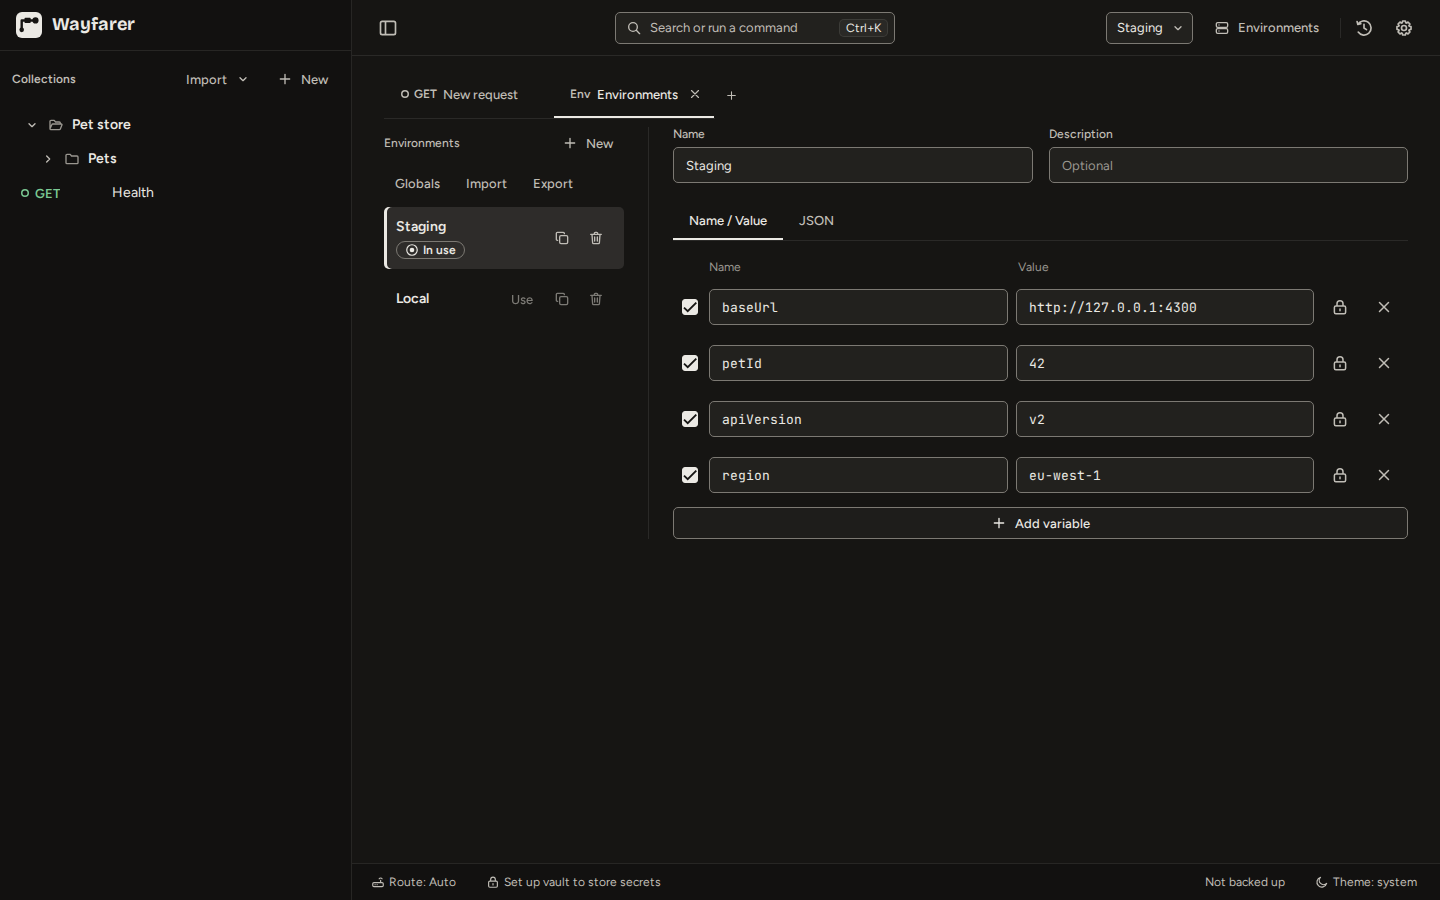 Wayfarer
Search or run a command
Ctrl+K
Staging
Environments
Collections
Import
New
Pet store
Pets
GET
Health
GET New request
Env Environments
Environments
New
Globals
Import
Export
Staging
In use
Local
Use
Name
Staging
Description
Optional
Name / Value
JSON
Name
Value
baseUrl
http://127.0.0.1:4300
petId
42
apiVersion
v2
region
eu-west-1
Add variable
Route: Auto
Set up vault to store secrets
Not backed up
Theme: system